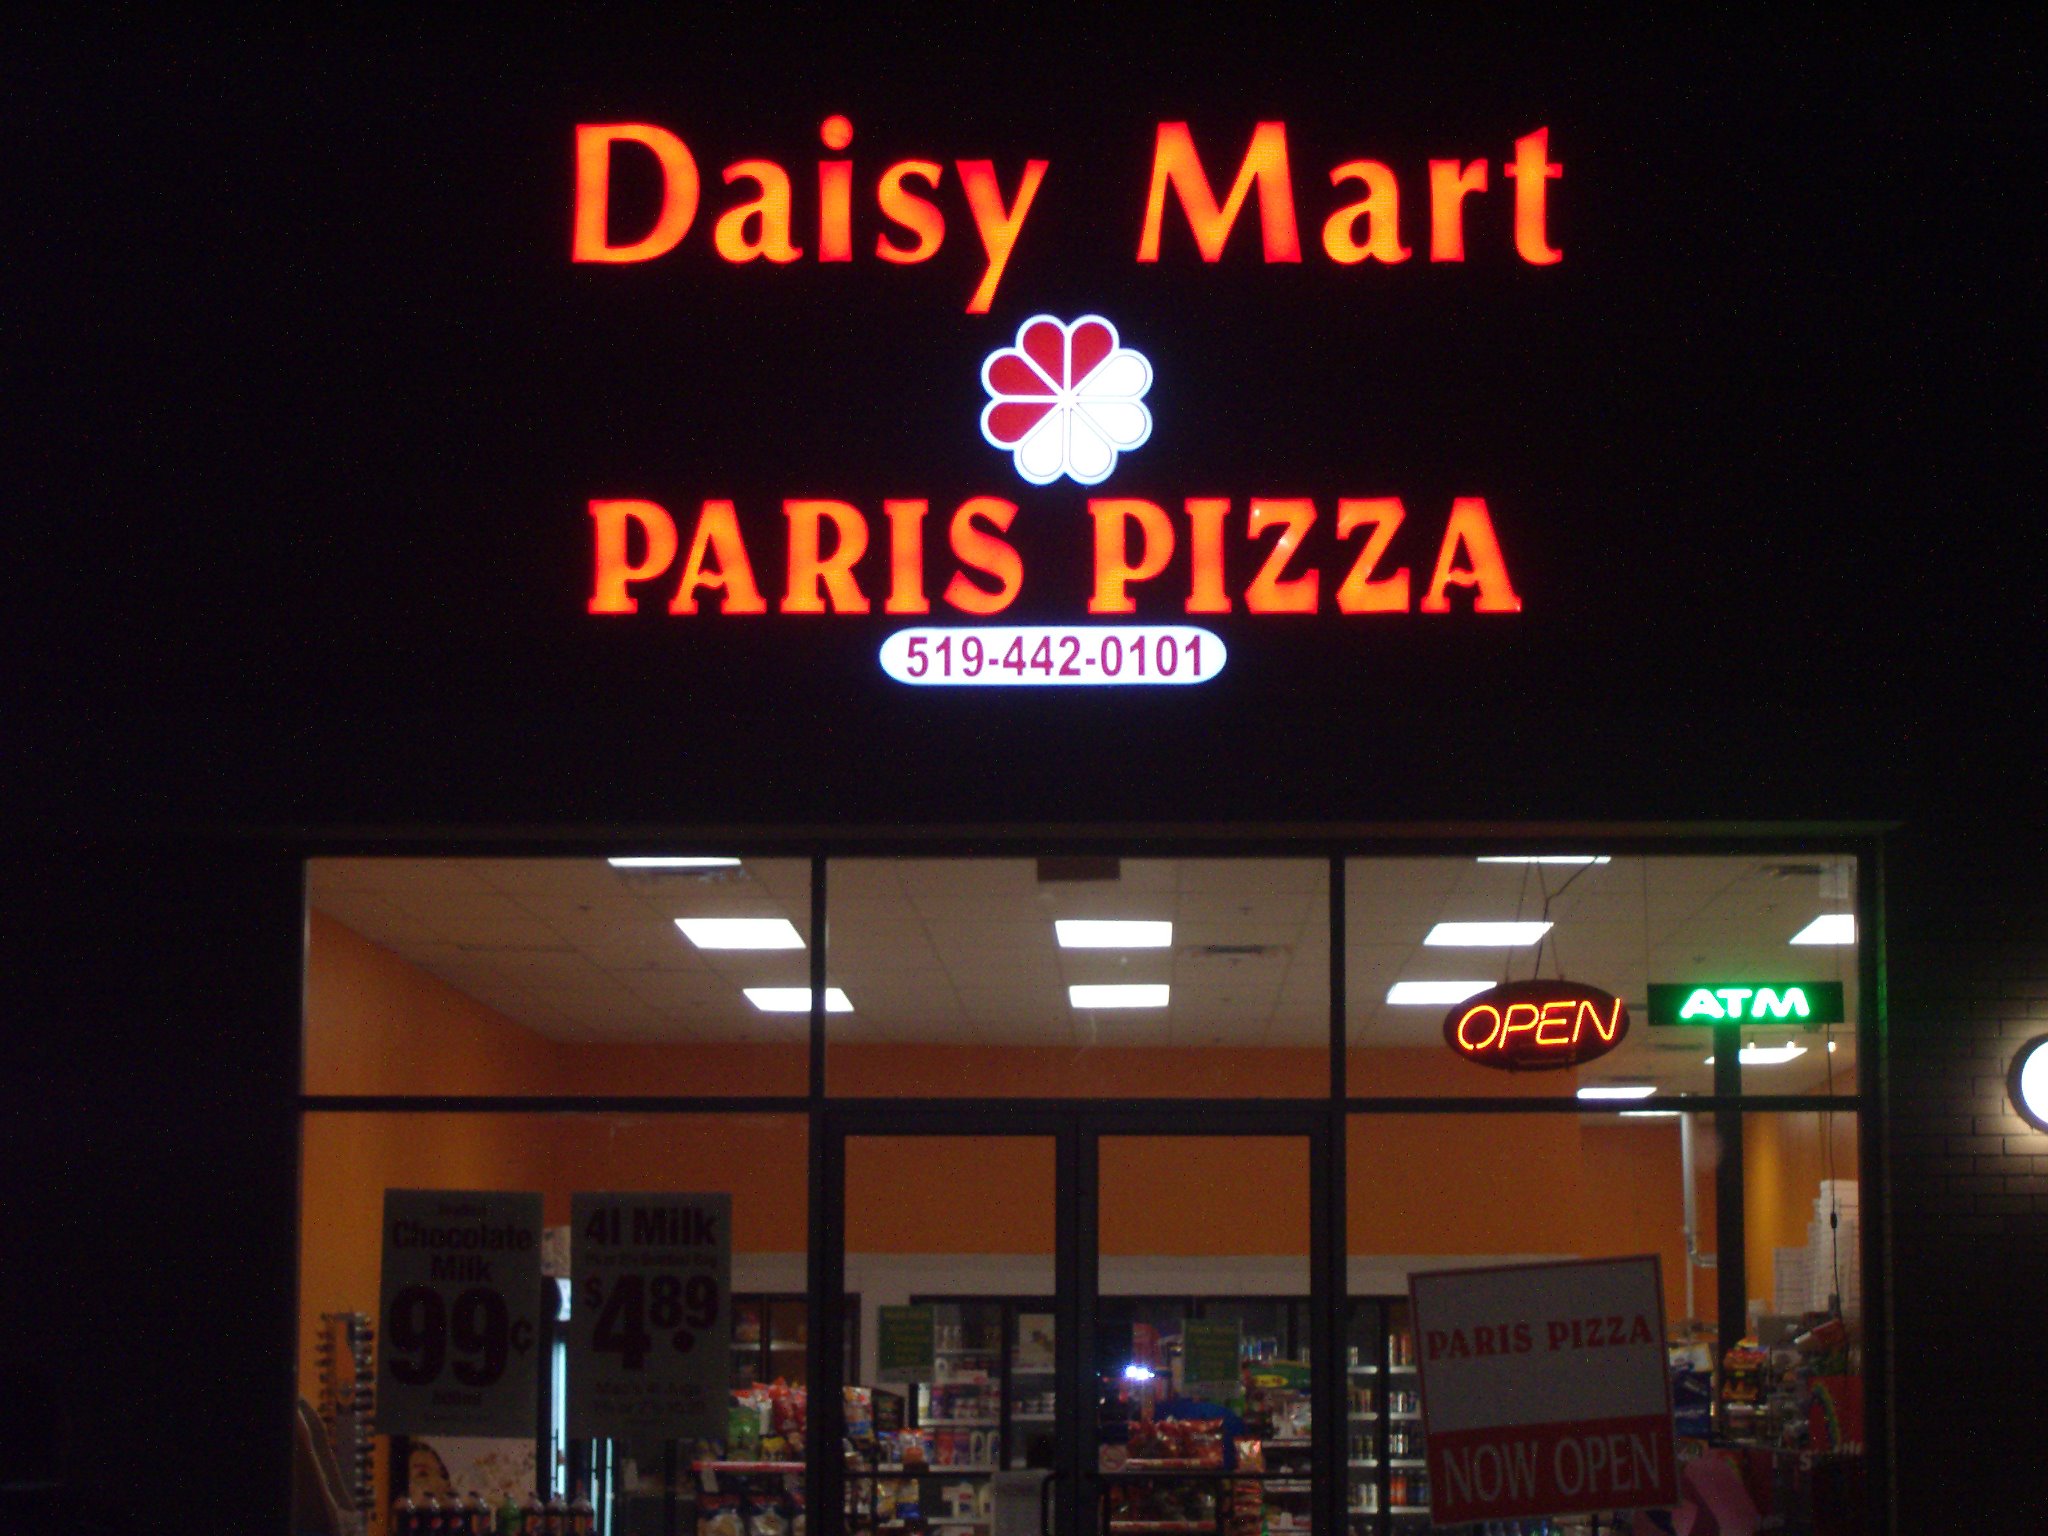 Daisy Mart
PARIS PIZZA
519-442-0101
OPEN
ATM
Chocolate
Milk
99¢
4l Milk
$4.89
PARIS PIZZA
NOW OPEN